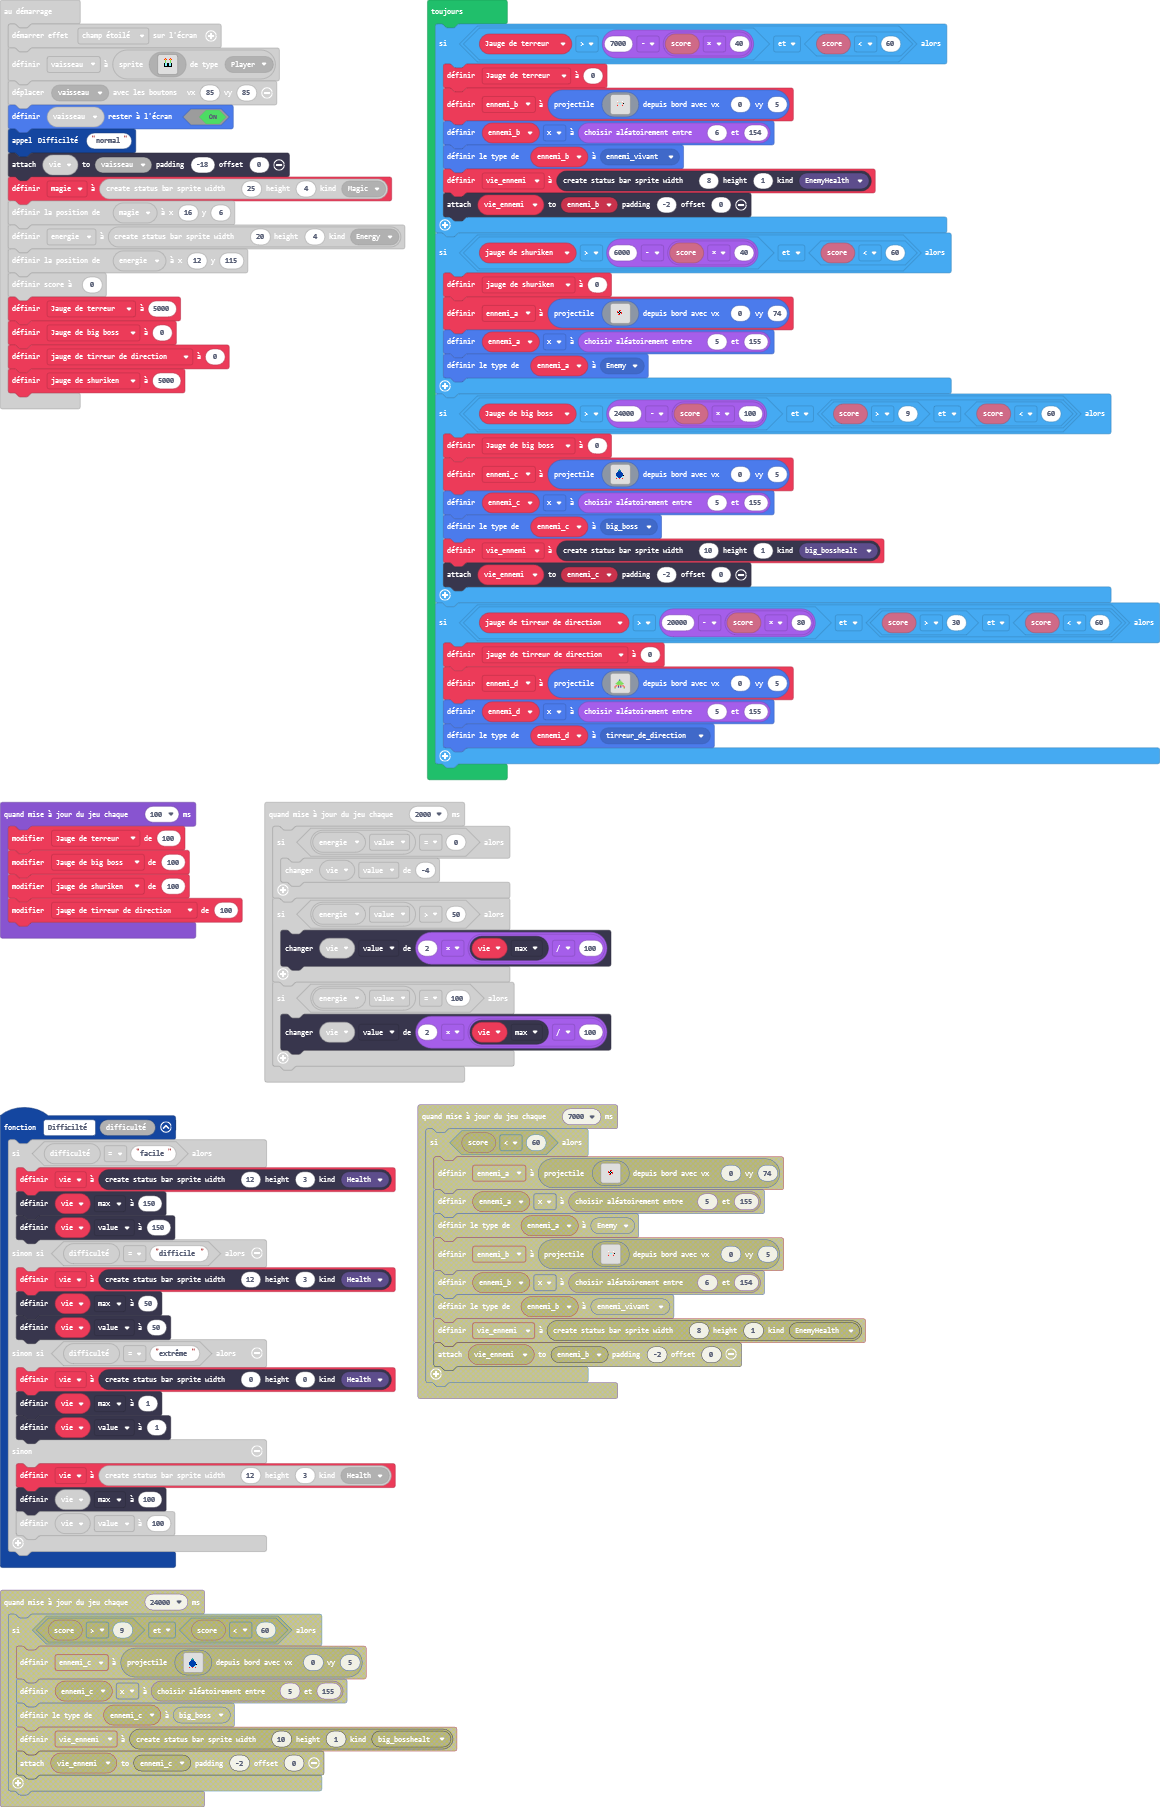 au démarrage
démarrer effet champ étoilé sur l'écran
définir vaisseau à sprite de type Player
déplacer vaisseau avec les boutons vx 85 vy 85
définir vaisseau rester à l'écran ON
appel Difficilté "normal"
attach vie to vaisseau padding -18 offset 0
définir magie à create status bar sprite width 25 height 4 kind Magic
définir la position de magie à x 16 y 6
définir energie à create status bar sprite width 20 height 4 kind Energy
définir la position de energie à x 12 y 115
définir score à 0
définir Jauge de terreur à 5000
définir Jauge de big boss à 0
définir jauge de tirreur de direction à 0
définir jauge de shuriken à 5000
toujours
si Jauge de terreur > 7000 - score × 40 et score < 60 alors
définir Jauge de terreur à 0
définir ennemi_b à projectile depuis bord avec vx 0 vy 5
définir ennemi_b x à choisir aléatoirement entre 6 et 154
définir le type de ennemi_b à ennemi_vivant
définir vie_ennemi à create status bar sprite width 8 height 1 kind EnemyHealth
attach vie_ennemi to ennemi_b padding -2 offset 0
si jauge de shuriken > 6000 - score × 40 et score < 60 alors
définir jauge de shuriken à 0
définir ennemi_a à projectile depuis bord avec vx 0 vy 74
définir ennemi_a x à choisir aléatoirement entre 5 et 155
définir le type de ennemi_a à Enemy
si Jauge de big boss > 24000 - score × 100 et score > 9 et score < 60 alors
définir Jauge de big boss à 0
définir ennemi_c à projectile depuis bord avec vx 0 vy 5
définir ennemi_c x à choisir aléatoirement entre 5 et 155
définir le type de ennemi_c à big_boss
définir vie_ennemi à create status bar sprite width 10 height 1 kind big_bosshealt
attach vie_ennemi to ennemi_c padding -2 offset 0
si jauge de tirreur de direction > 20000 - score × 80 et score > 30 et score < 60 alors
définir jauge de tirreur de direction à 0
définir ennemi_d à projectile depuis bord avec vx 0 vy 5
définir ennemi_d x à choisir aléatoirement entre 5 et 155
définir le type de ennemi_d à tirreur_de_direction
quand mise à jour du jeu chaque 100 ms
modifier Jauge de terreur de 100
modifier Jauge de big boss de 100
modifier jauge de shuriken de 100
modifier jauge de tirreur de direction de 100
quand mise à jour du jeu chaque 2000 ms
si energie value = 0 alors
changer vie value de -4
si energie value > 50 alors
changer vie value de 2 × vie max / 100
si energie value = 100 alors
changer vie value de 2 × vie max / 100
fonction Difficilté difficulté
si difficulté = "facile" alors
définir vie à create status bar sprite width 12 height 3 kind Health
définir vie max à 150
définir vie value à 150
sinon si difficulté = "difficile " alors
définir vie à create status bar sprite width 12 height 3 kind Health
définir vie max à 50
définir vie value à 50
sinon si difficulté = "extrême " alors
définir vie à create status bar sprite width 0 height 0 kind Health
définir vie max à 1
définir vie value à 1
sinon
définir vie à create status bar sprite width 12 height 3 kind Health
définir vie max à 100
définir vie value à 100
quand mise à jour du jeu chaque 7000 ms
si score < 60 alors
définir ennemi_a à projectile depuis bord avec vx 0 vy 74
définir ennemi_a x à choisir aléatoirement entre 5 et 155
définir le type de ennemi_a à Enemy
définir ennemi_b à projectile depuis bord avec vx 0 vy 5
définir ennemi_b x à choisir aléatoirement entre 6 et 154
définir le type de ennemi_b à ennemi_vivant
définir vie_ennemi à create status bar sprite width 8 height 1 kind EnemyHealth
attach vie_ennemi to ennemi_b padding -2 offset 0
quand mise à jour du jeu chaque 24000 ms
si score > 9 et score < 60 alors
définir ennemi_c à projectile depuis bord avec vx 0 vy 5
définir ennemi_c x à choisir aléatoirement entre 5 et 155
définir le type de ennemi_c à big_boss
définir vie_ennemi à create status bar sprite width 10 height 1 kind big_bosshealt
attach vie_ennemi to ennemi_c padding -2 offset 0